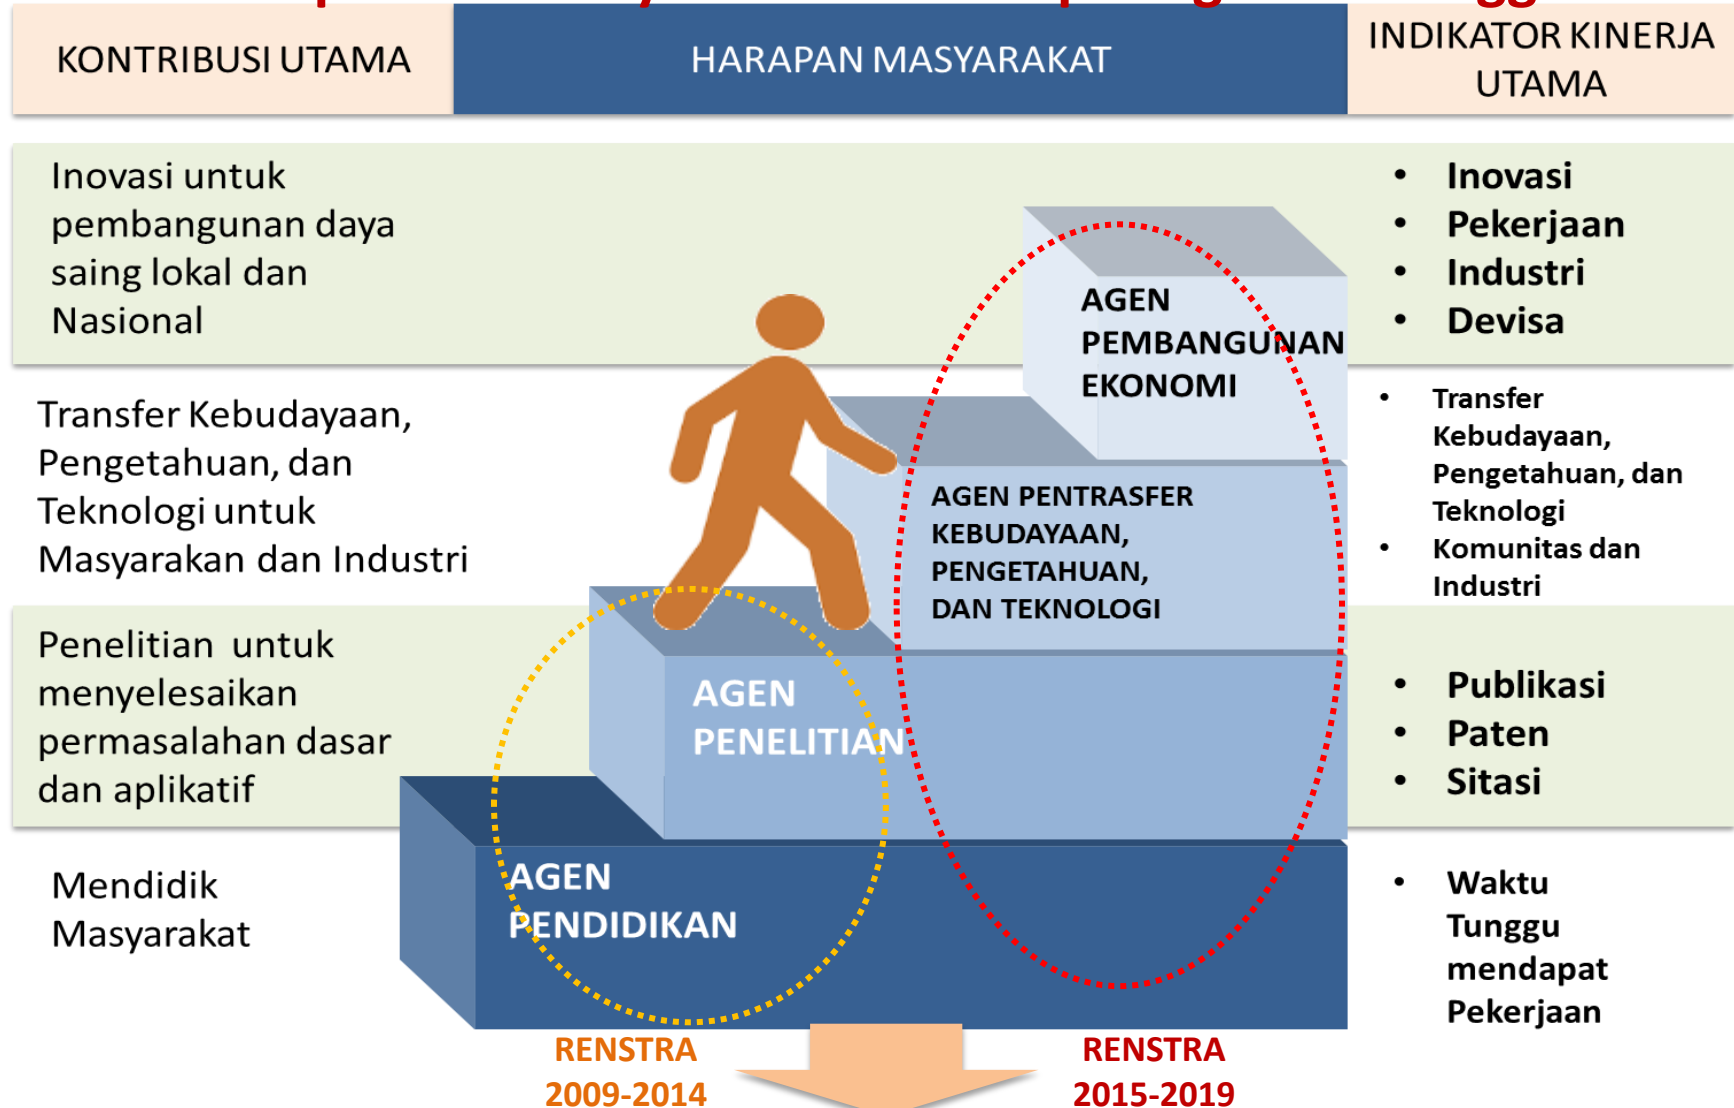 KONTRIBUSI UTAMA
HARAPAN MASYARAKAT
INDIKATOR KINERJA
UTAMA
Inovasi untuk
pembangunan daya
saing lokal dan
Nasional
AGEN
PEMBANGUNAN
EKONOMI
• Inovasi
• Pekerjaan
• Industri
• Devisa
Transfer Kebudayaan,
Pengetahuan, dan
Teknologi untuk
Masyarakan dan Industri
AGEN PENTRASFER
KEBUDAYAAN,
PENGETAHUAN,
DAN TEKNOLOGI
• Transfer
Kebudayaan,
Pengetahuan, dan
Teknologi
• Komunitas dan
Industri
Penelitian untuk
menyelesaikan
permasalahan dasar
dan aplikatif
AGEN
PENELITIAN
• Publikasi
• Paten
• Sitasi
Mendidik
Masyarakat
AGEN
PENDIDIKAN
• Waktu
Tunggu
mendapat
Pekerjaan
RENSTRA
2009-2014
RENSTRA
2015-2019